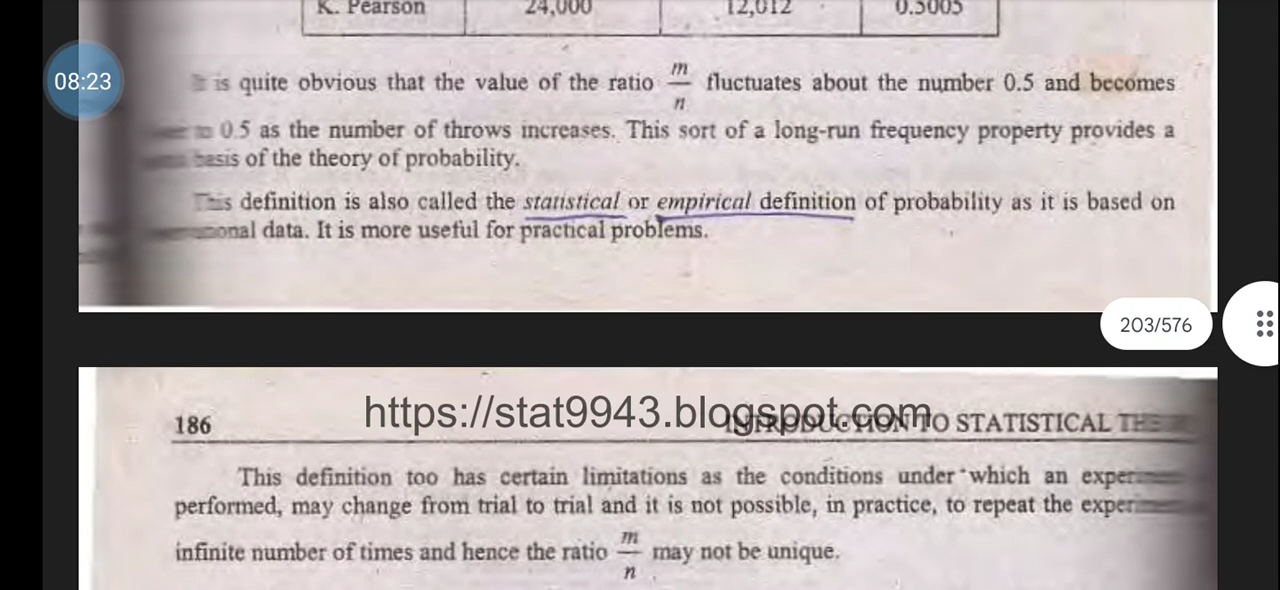 K. Pearson 24,000 12,012 0.5005
08:23
It is quite obvious that the value of the ratio m/n fluctuates about the number 0.5 and becomes
to 0.5 as the number of throws increases. This sort of a long-run frequency property provides a
basis of the theory of probability.
This definition is also called the statistical or empirical definition of probability as it is based on
data. It is more useful for practical problems.
203/576
https://stat9943.blogspot.com
186 INTRODUCTION TO STATISTICAL
This definition too has certain limitations as the conditions under which an
performed, may change from trial to trial and it is not possible, in practice, to repeat the
infinite number of times and hence the ratio m/n may not be unique.